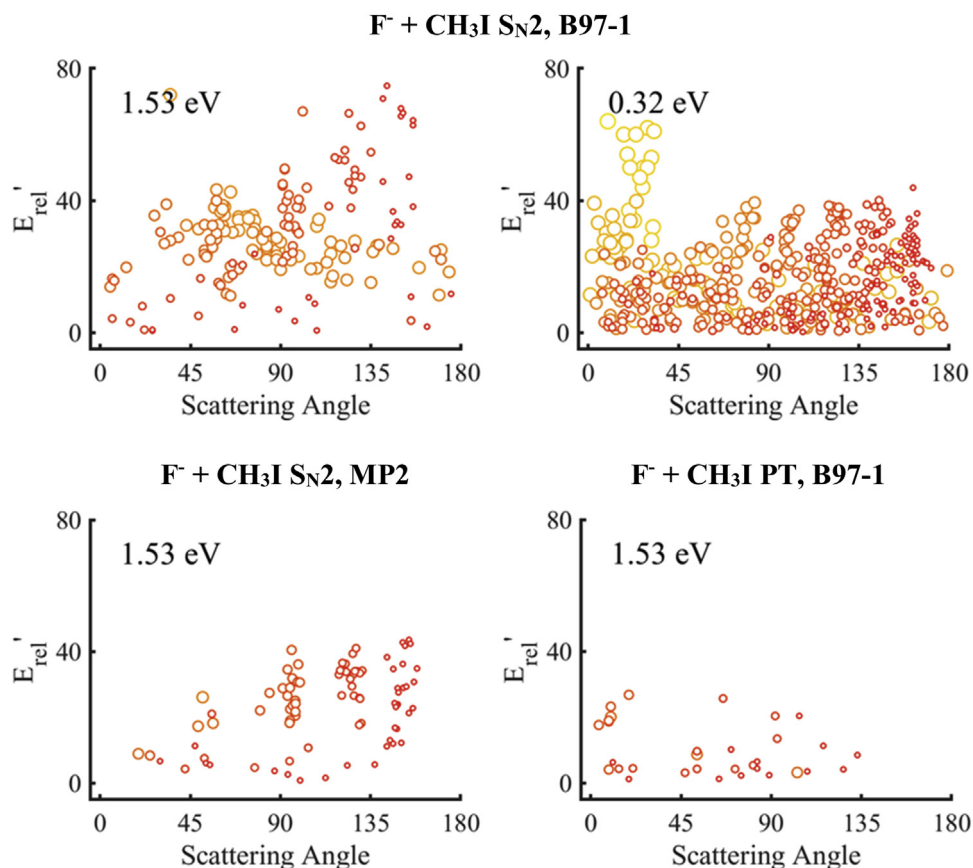 F⁻ + CH₃I Sₙ2, B97-1
80
1.53 eV
40
0
E_rel'
0 45 90 135 180
Scattering Angle
80
0.32 eV
40
0
E_rel'
0 45 90 135 180
Scattering Angle
F⁻ + CH₃I Sₙ2, MP2
80
1.53 eV
40
0
E_rel'
0 45 90 135 180
Scattering Angle
F⁻ + CH₃I PT, B97-1
80
1.53 eV
40
0
E_rel'
0 45 90 135 180
Scattering Angle